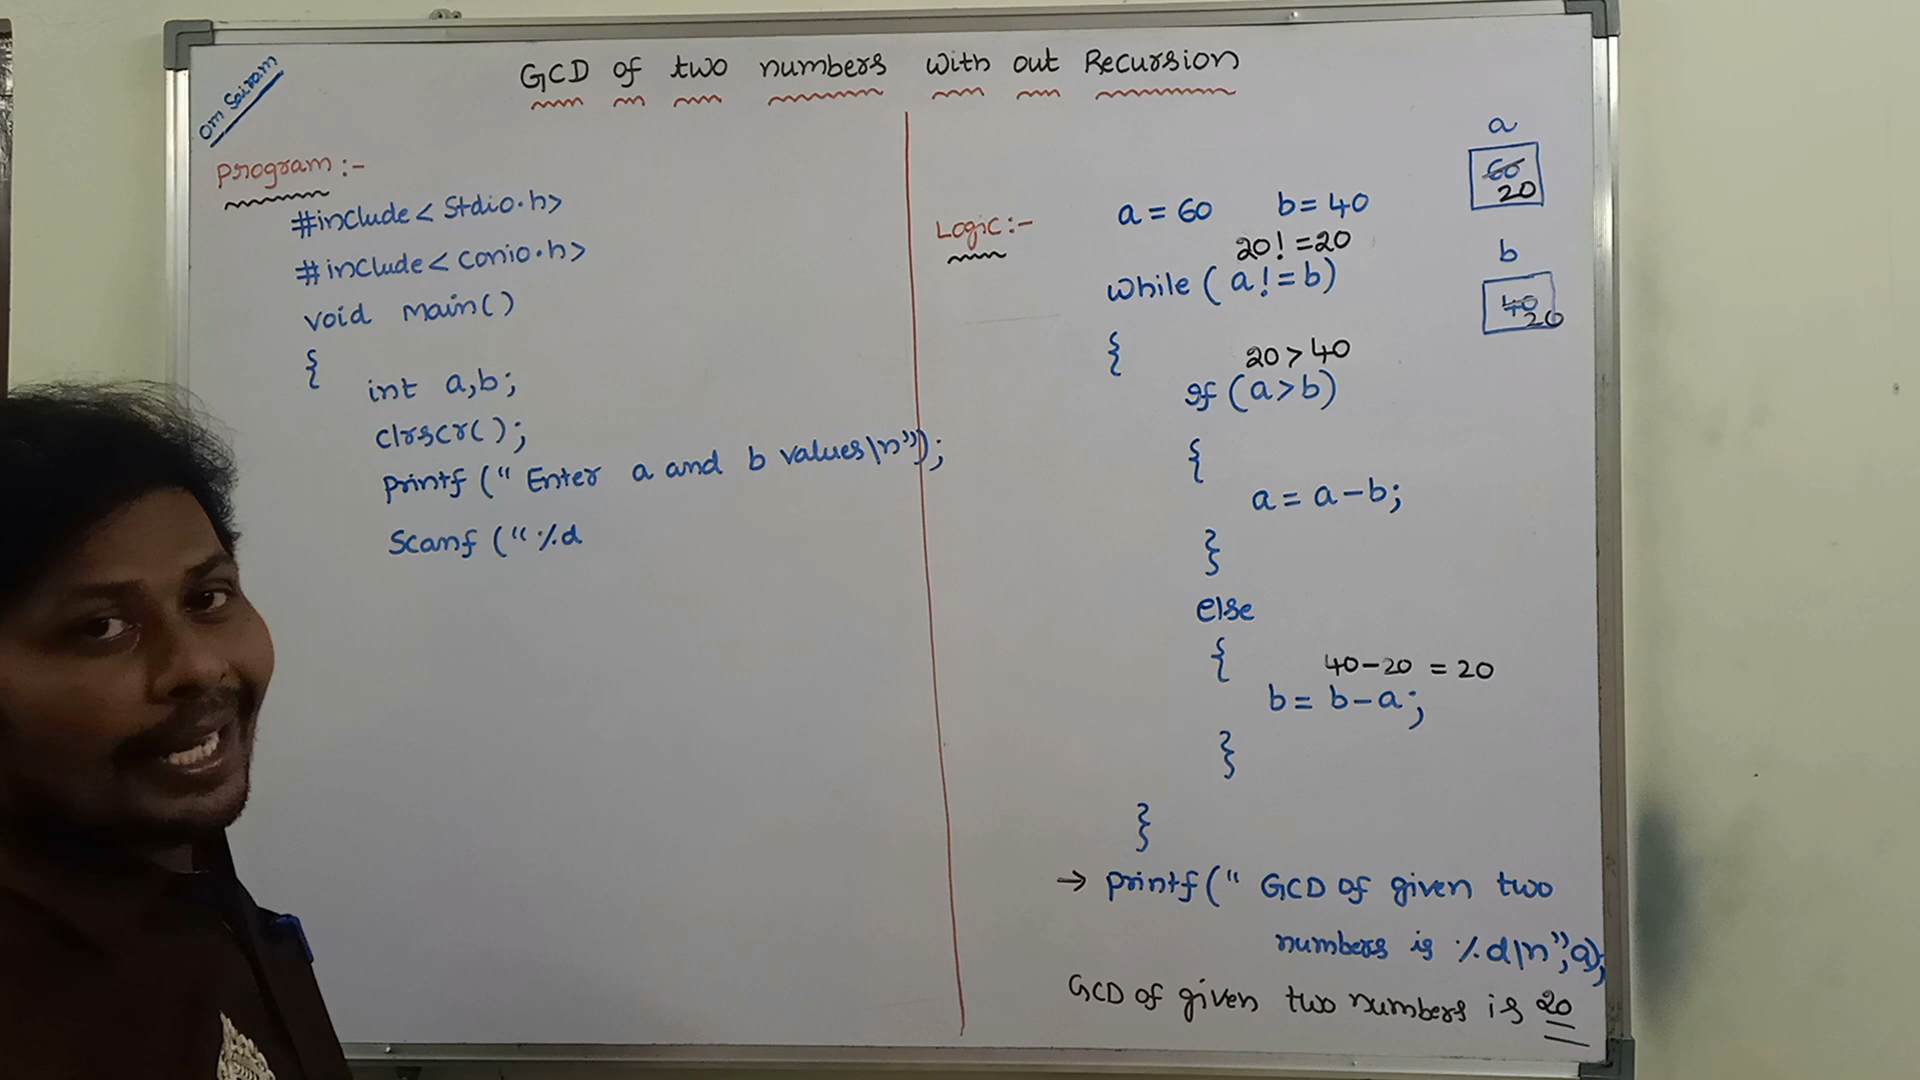 GCD of two numbers with out Recursion
Om Sairam
Program:-
#include< Stdio.h>
#include< conio.h>
void main()
{
int a,b;
clrscr();
printf (" Enter a and b values\n");
Scanf ("%d
Logic:-
a = 60 b = 40
20! =20
while ( a! = b)
{
20 > 40
if (a > b)
{
a = a - b;
}
else
{
40-20 = 20
b = b - a;
}
}
→ printf (" GCD of given two
numbers is %d\n",a);
GCD of given two numbers is 20
a
60
20
b
40
20